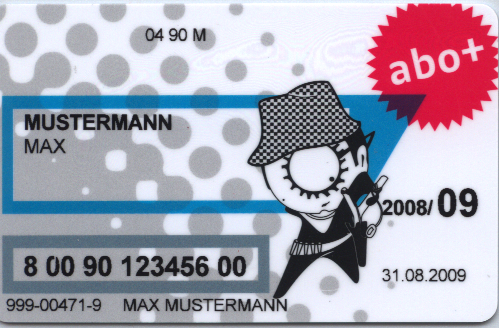 04 90 M
abo+
MUSTERMANN
MAX
2008/09
8 00 90 123456 00
31.08.2009
999-00471-9 MAX MUSTERMANN